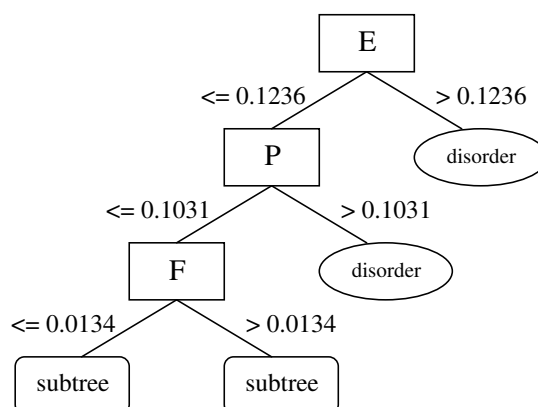 E
<= 0.1236
> 0.1236
P
disorder
<= 0.1031
> 0.1031
F
disorder
<= 0.0134
> 0.0134
subtree
subtree